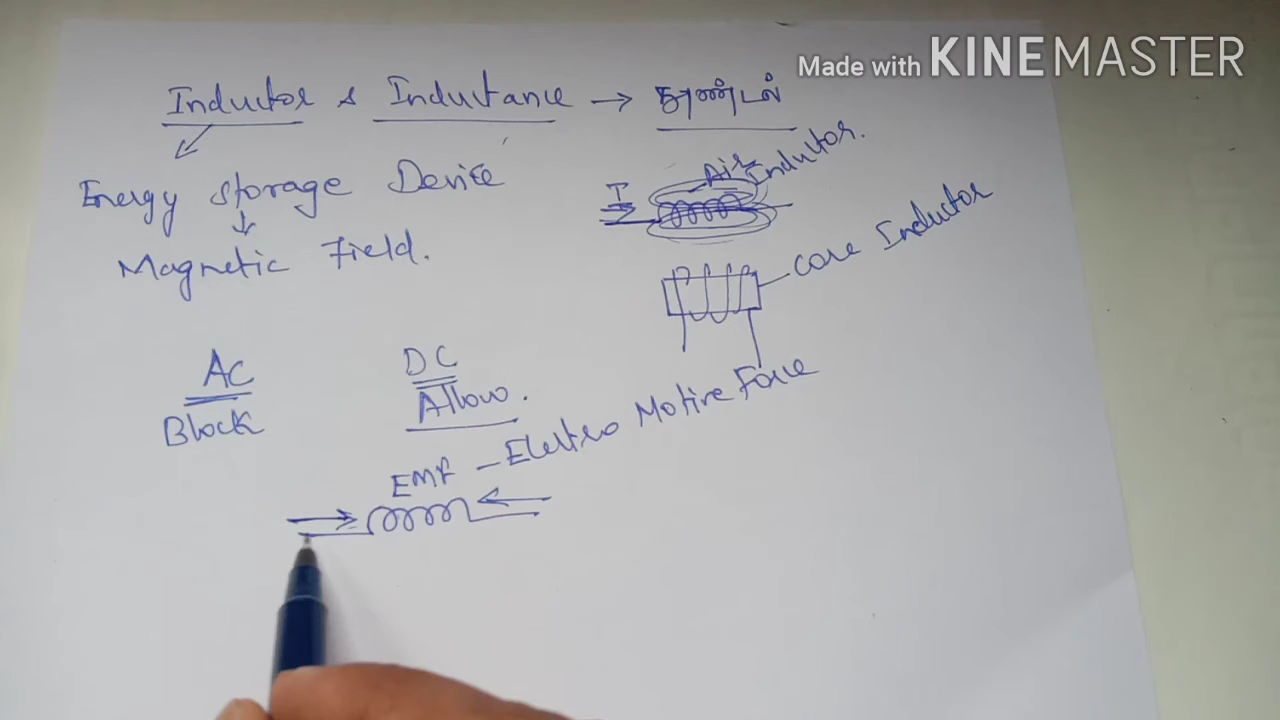 Made with KINEMASTER
Inductor & Inductance → தூண்டல்
Energy Storage Device
Magnetic Field.
I
Air Inductor.
Core Inductor
AC
Block
DC
Allow.
EMF - Electro Motive Force